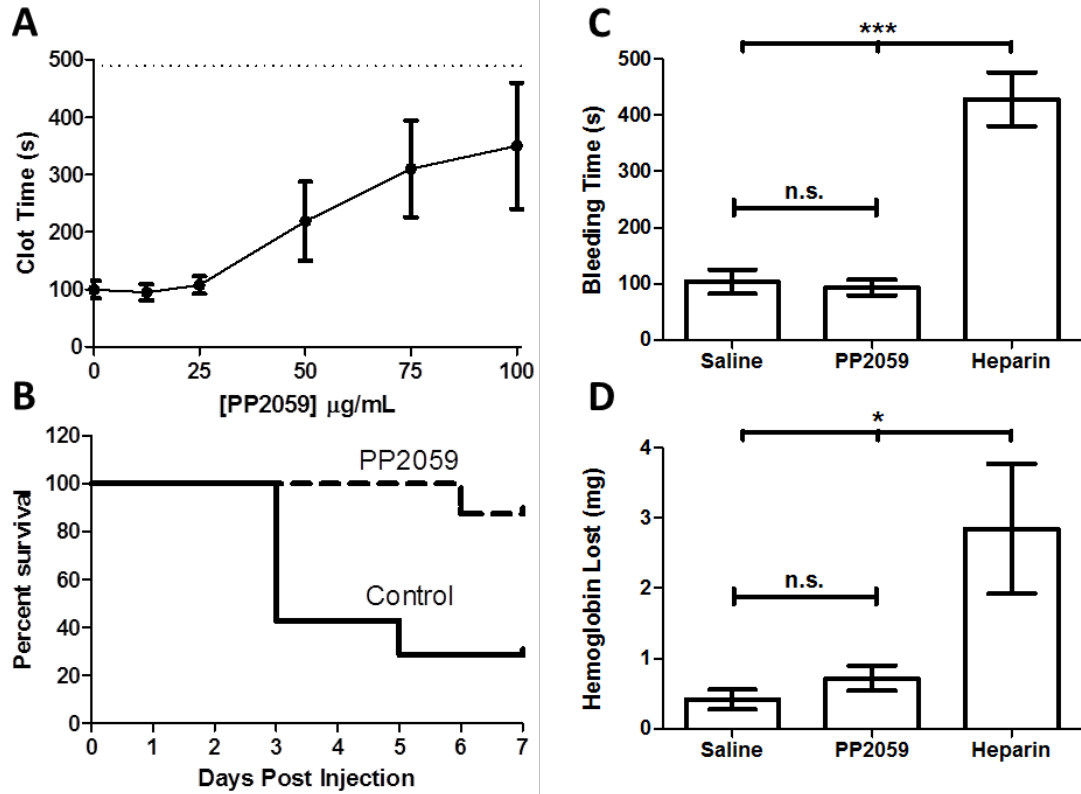 A
Clot Time (s)
500
400
300
200
100
0
0 25 50 75 100
[PP2059] µg/mL
B
Percent survival
120
100
80
60
40
20
0
PP2059
Control
0 1 2 3 4 5 6 7
Days Post Injection
C
***
Bleeding Time (s)
500
400
300
200
100
0
n.s.
Saline PP2059 Heparin
D
*
Hemoglobin Lost (mg)
4
3
2
1
0
n.s.
Saline PP2059 Heparin